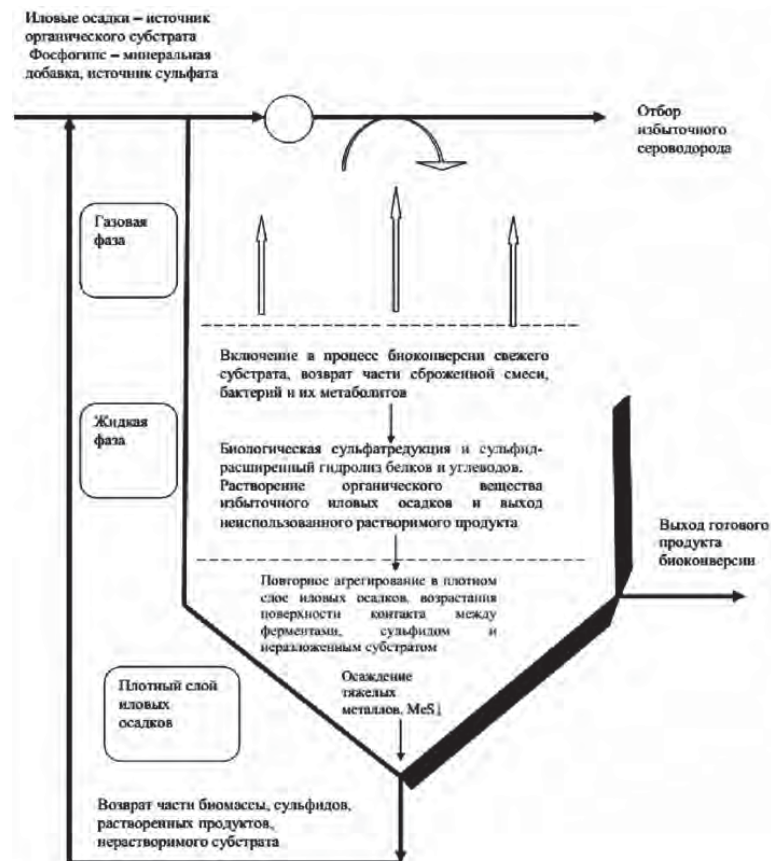 Иловые осадки – источник
органического субстрата
Фосфогипс – минеральная
добавка, источник сульфата
Отбор
избыточного
сероводорода
Газовая
фаза
Включение в процесс биоконверсии свежего
субстрата, возврат части сброженной смеси,
бактерий и их метаболитов
Жидкая
фаза
Биологическая сульфатредукция и сульфид-
расширенный гидролиз белков и углеводов.
Растворение органического вещества
избыточного иловых осадков и выход
неиспользованного растворимого продукта
Выход готового
продукта
биоконверсии
Повторное агрегирование в плотном
слое иловых осадков, возрастания
поверхности контакта между
ферментами, сульфидом и
неразложенным субстратом
Плотный слой
иловых
осадков
Осаждение
тяжелых
металлов, MeS↓
Возврат части биомассы, сульфидов,
растворенных продуктов,
нерастворимого субстрата